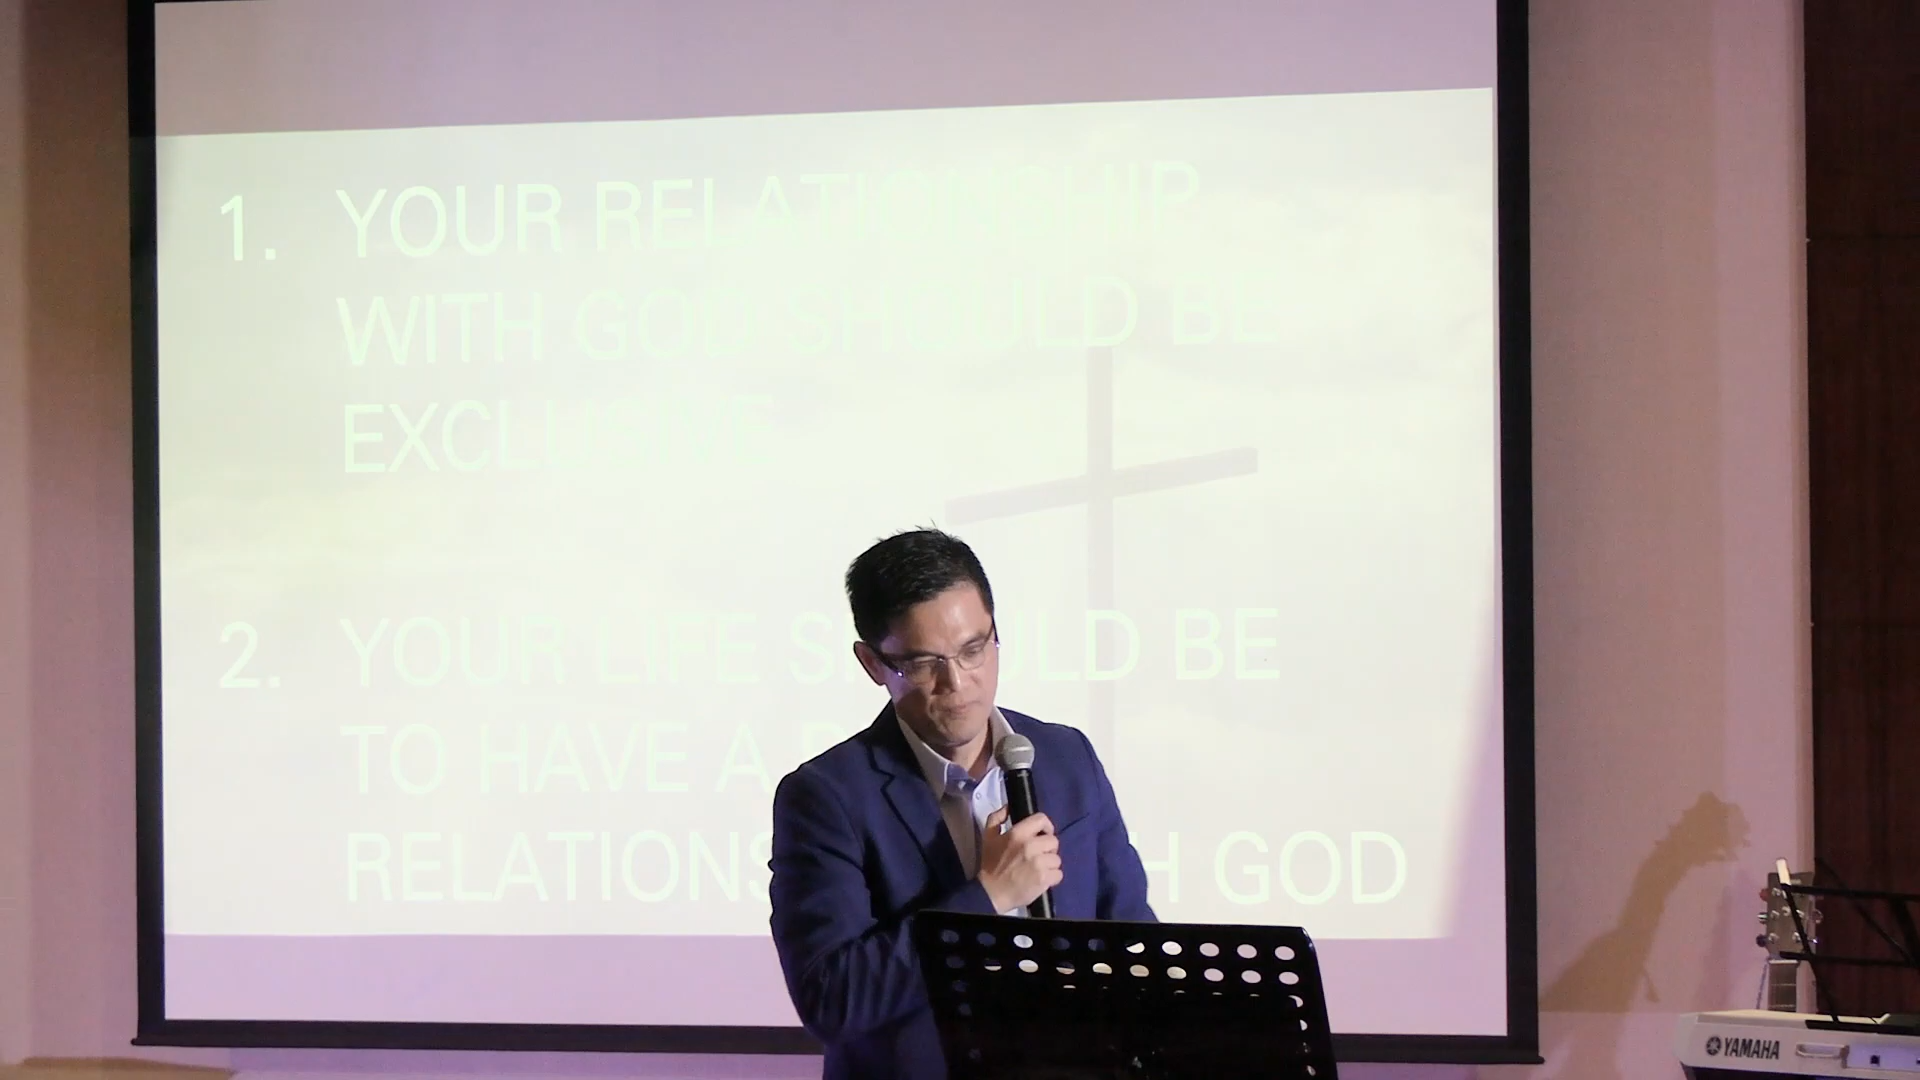 1. YOUR RELATIONSHIP
WITH GOD SHOULD BE
EXCLUSIVE
2. YOUR LIFE SHOULD BE
TO HAVE A
RELATIONS H GOD
YAMAHA